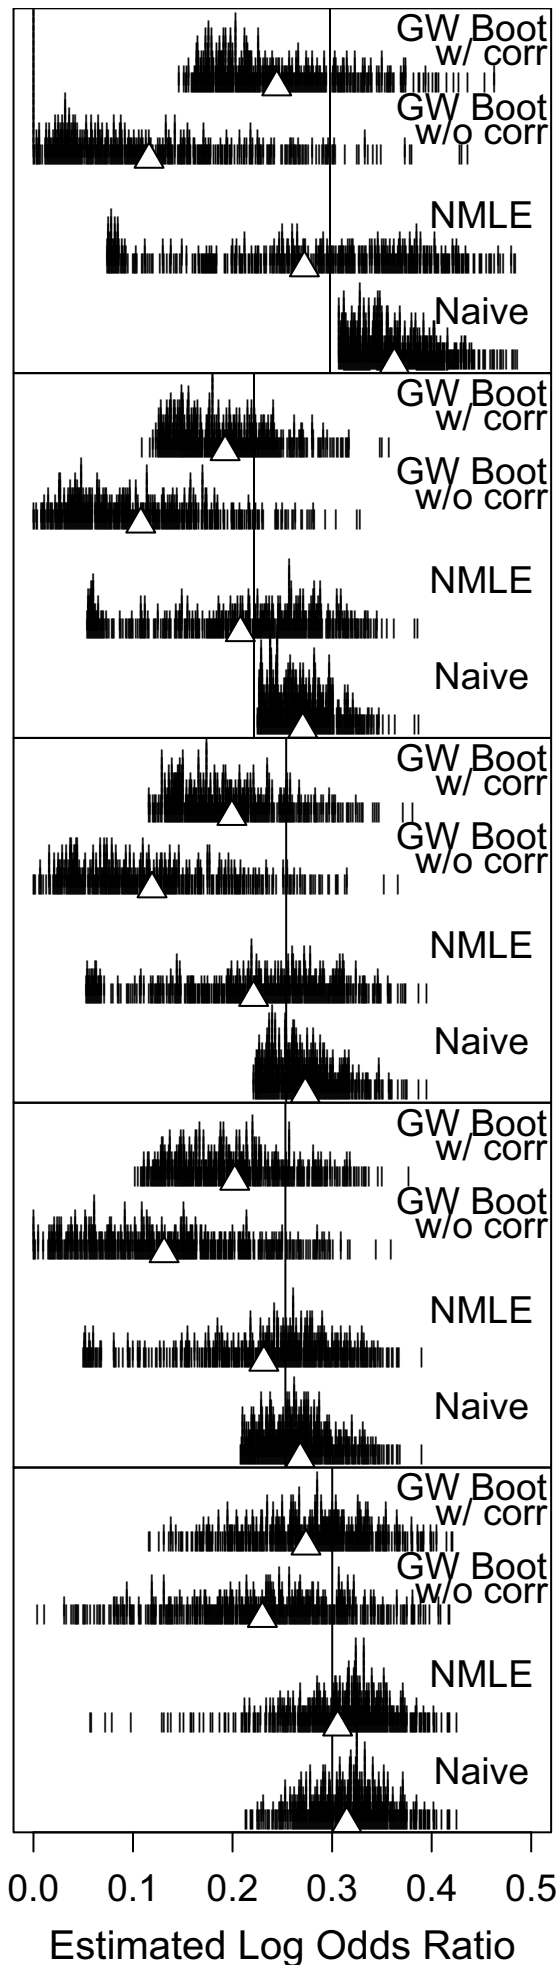 GW Boot
w/ corr
GW Boot
w/o corr
NMLE
Naive
GW Boot
w/ corr
GW Boot
w/o corr
NMLE
Naive
GW Boot
w/ corr
GW Boot
w/o corr
NMLE
Naive
GW Boot
w/ corr
GW Boot
w/o corr
NMLE
Naive
GW Boot
w/ corr
GW Boot
w/o corr
NMLE
Naive
0.0 0.1 0.2 0.3 0.4 0.5
Estimated Log Odds Ratio